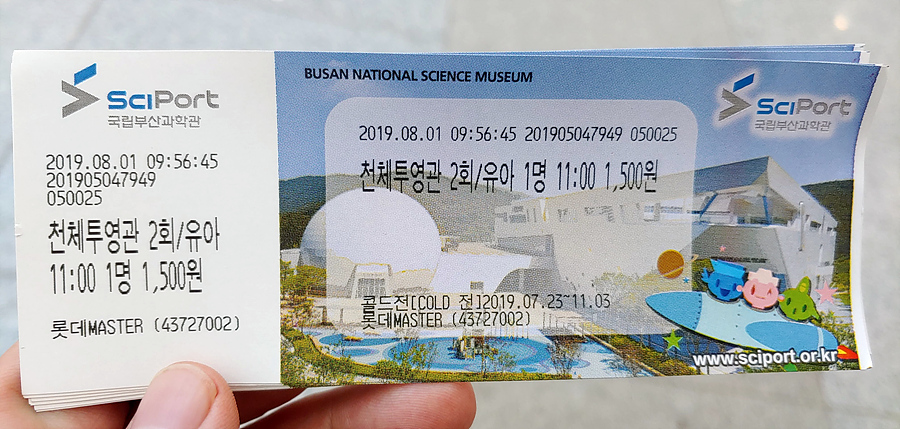 SciPort
국립부산과학관
2019.08.01 09:56:45
201905047949
050025
천체투영관 2회/유아
11:00 1명 1,500원
롯데MASTER (43727002)
BUSAN NATIONAL SCIENCE MUSEUM
SciPort
국립부산과학관
2019.08.01 09:56:45 201905047949 050025
천체투영관 2회/유아 1명 11:00 1,500원
콜드전[COLD 전]2019.07.23~11.03
롯데MASTER (43727002)
www.sciport.or.kr